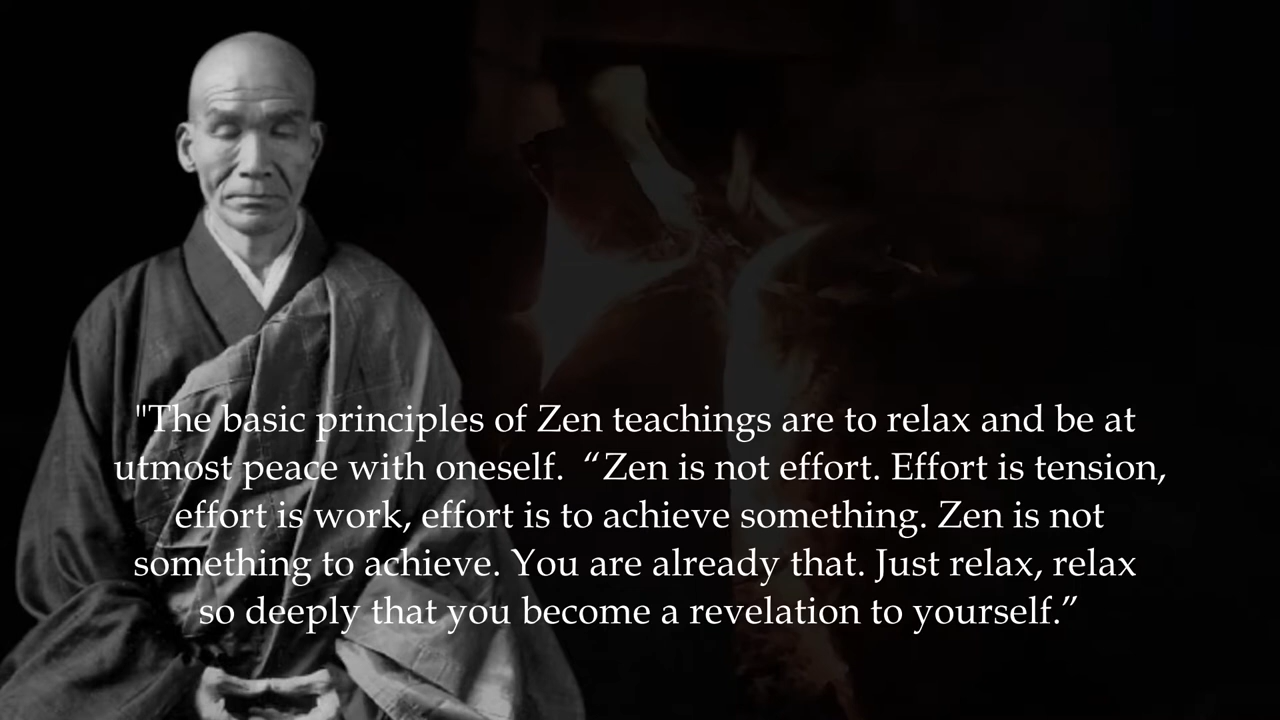 "The basic principles of Zen teachings are to relax and be at
utmost peace with oneself.  “Zen is not effort. Effort is tension,
effort is work, effort is to achieve something. Zen is not
something to achieve. You are already that. Just relax, relax
so deeply that you become a revelation to yourself.”